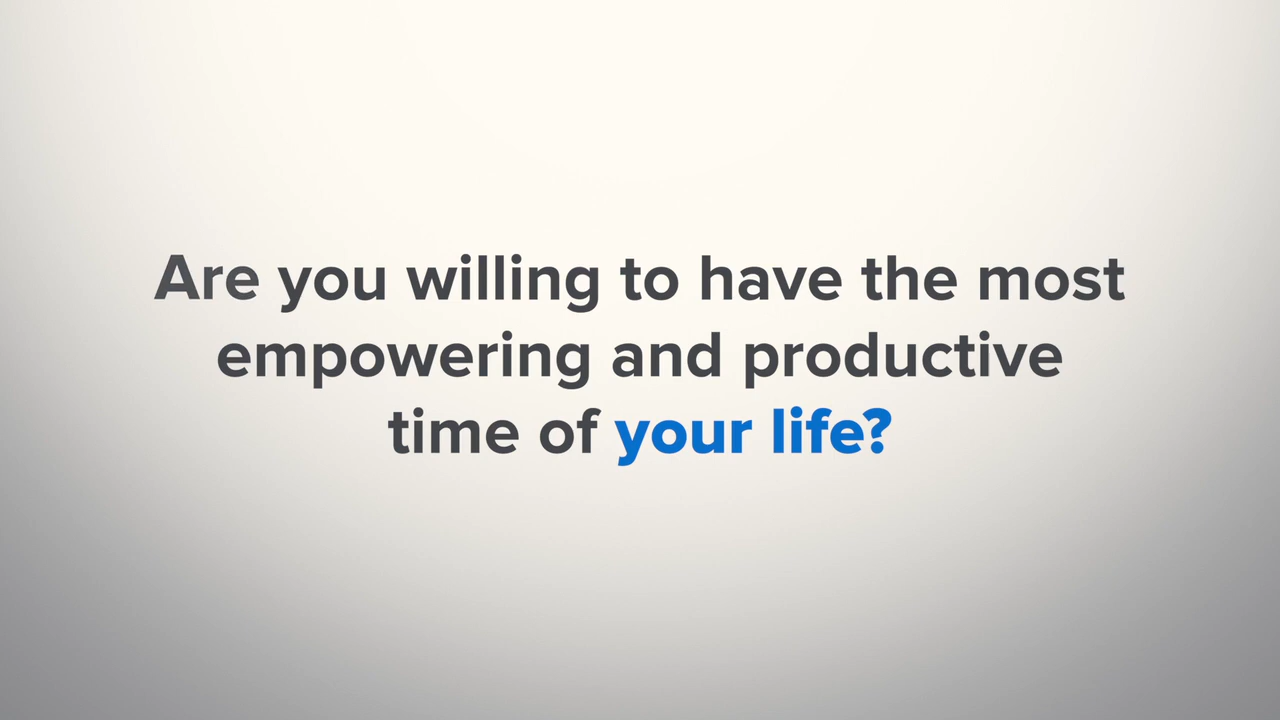 Are you willing to have the most
empowering and productive
time of your life?